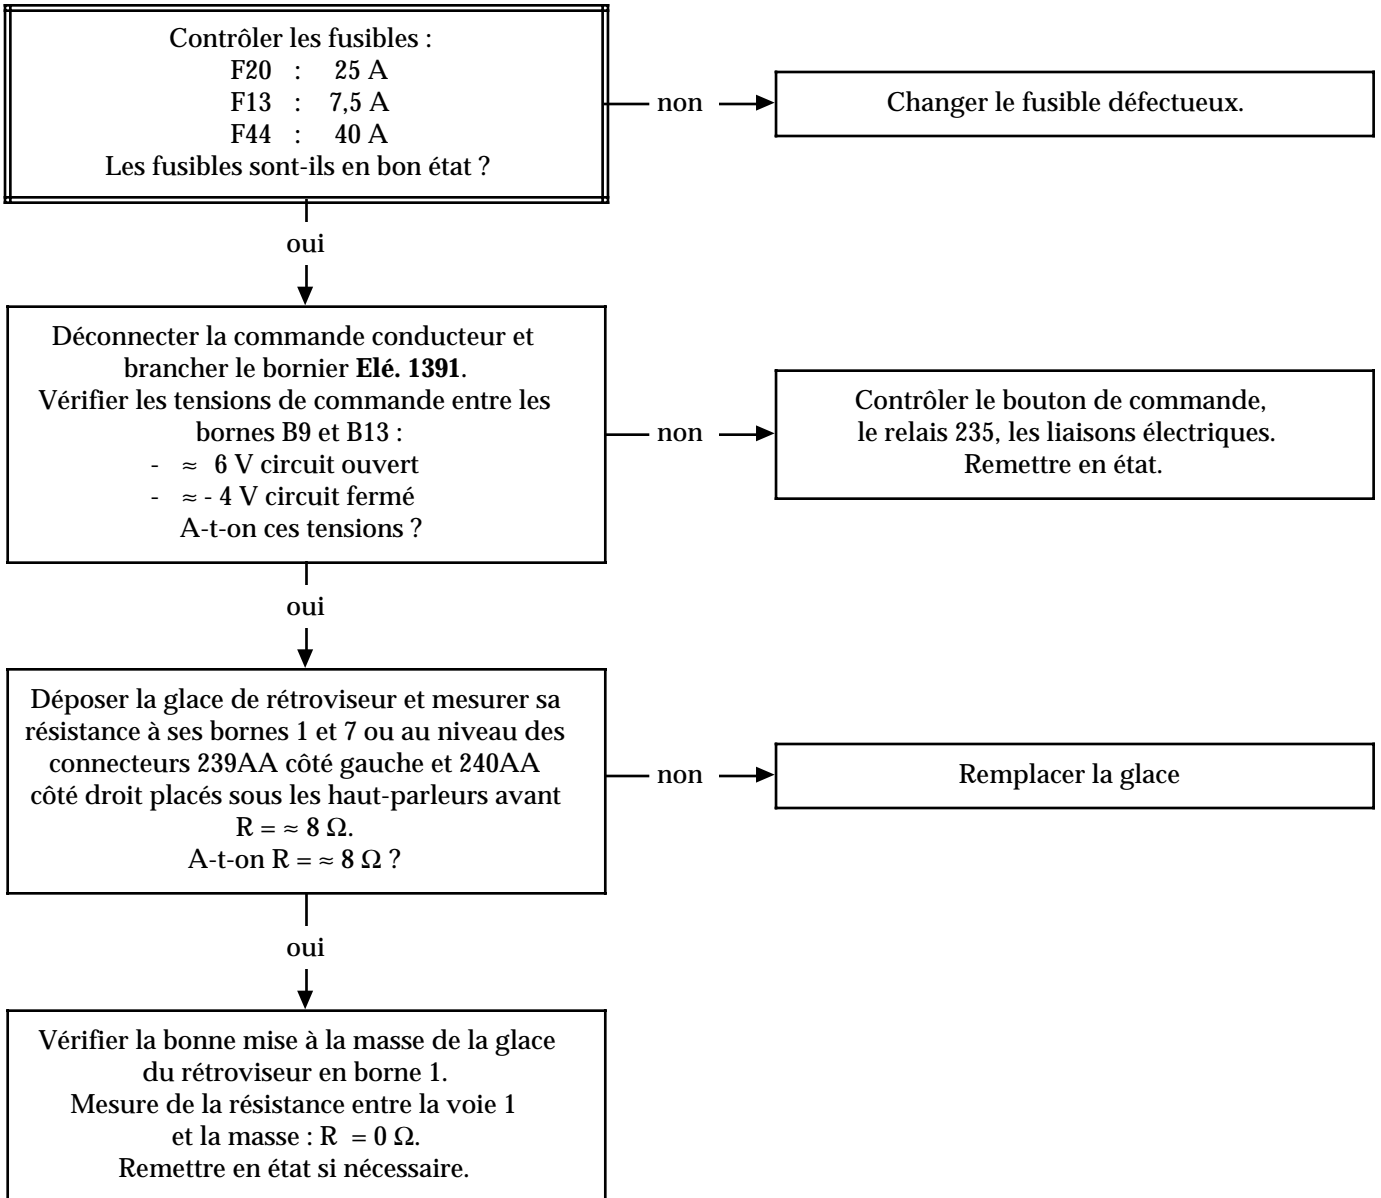 Contrôler les fusibles :
F20 : 25 A
F13 : 7,5 A
F44 : 40 A
Les fusibles sont-ils en bon état ?
non
Changer le fusible défectueux.
oui
Déconnecter la commande conducteur et
brancher le bornier Elé. 1391.
Vérifier les tensions de commande entre les
bornes B9 et B13 :
- ≈ 6 V circuit ouvert
- ≈ - 4 V circuit fermé
A-t-on ces tensions ?
non
Contrôler le bouton de commande,
le relais 235, les liaisons électriques.
Remettre en état.
oui
Déposer la glace de rétroviseur et mesurer sa
résistance à ses bornes 1 et 7 ou au niveau des
connecteurs 239AA côté gauche et 240AA
côté droit placés sous les haut-parleurs avant
R = ≈ 8 Ω.
A-t-on R = ≈ 8 Ω ?
non
Remplacer la glace
oui
Vérifier la bonne mise à la masse de la glace
du rétroviseur en borne 1.
Mesure de la résistance entre la voie 1
et la masse : R = 0 Ω.
Remettre en état si nécessaire.